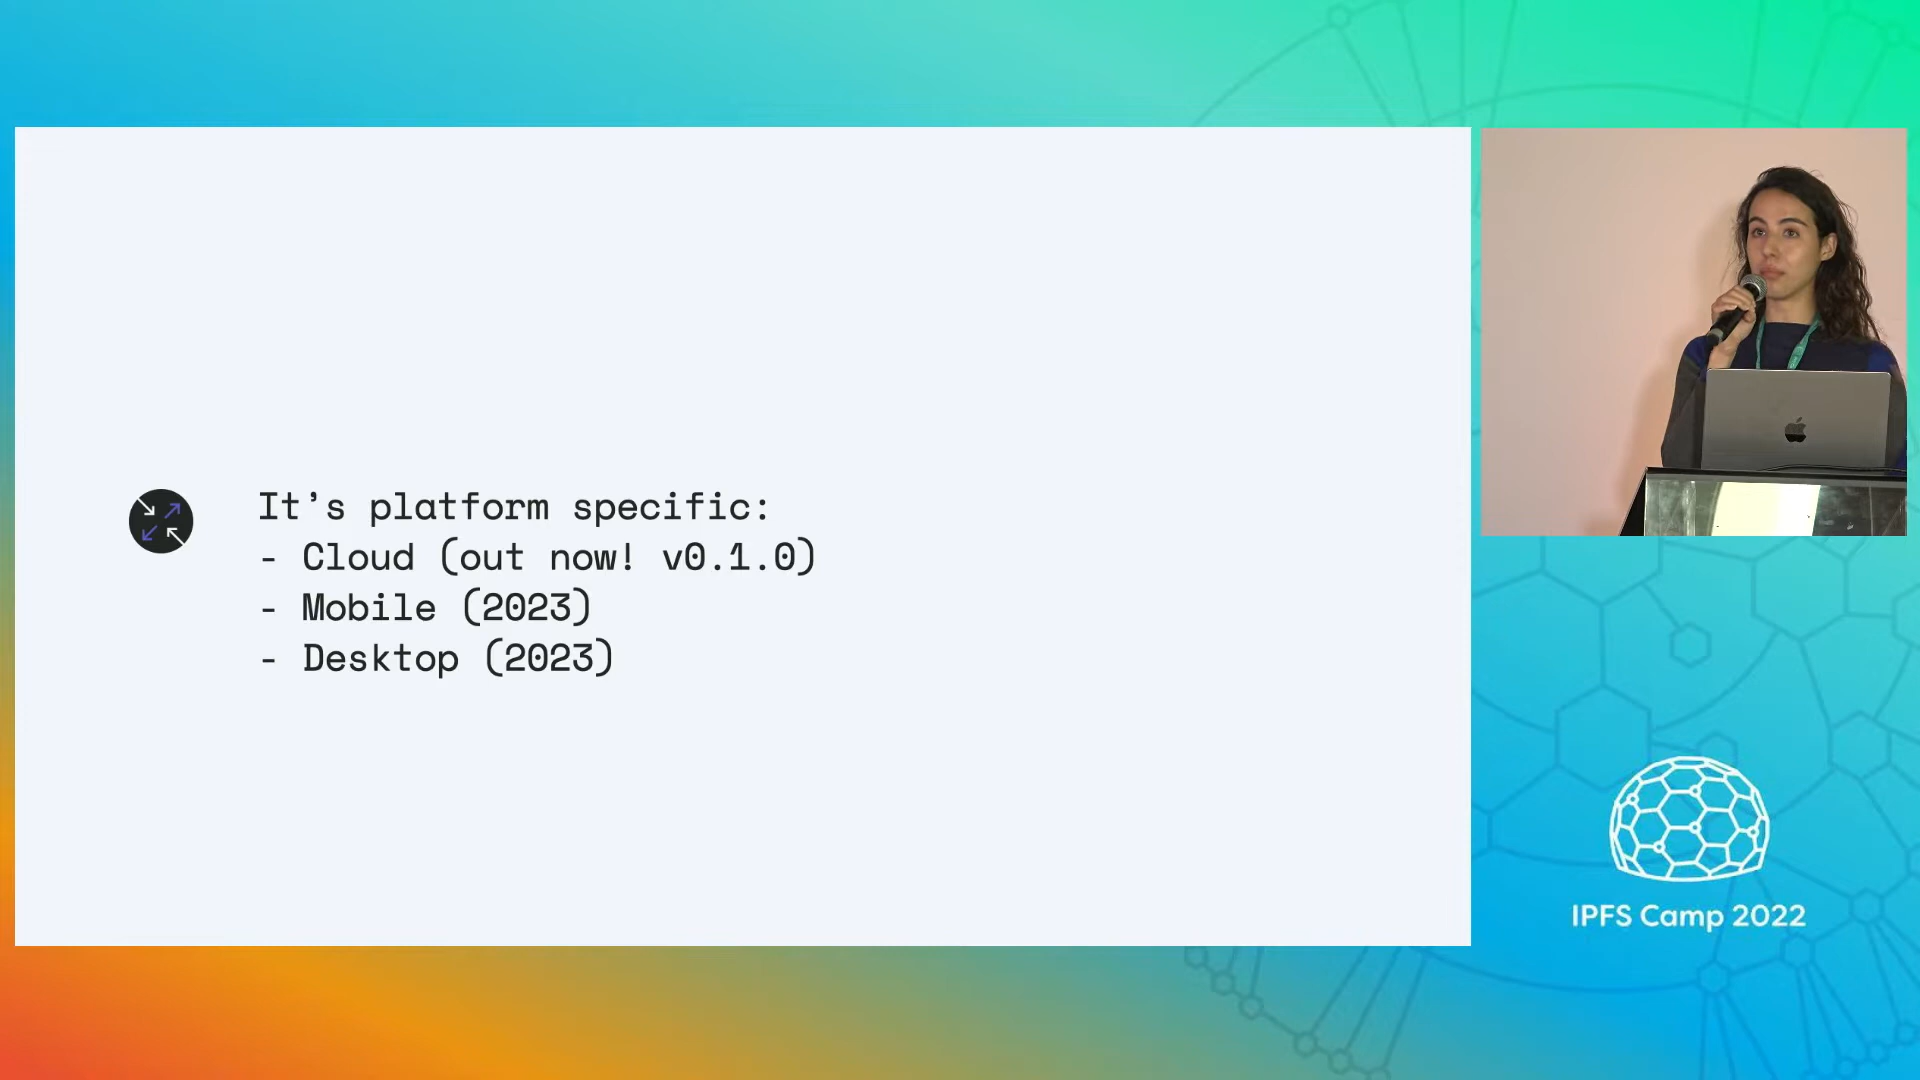 It's platform specific:
- Cloud (out now! v0.1.0)
- Mobile (2023)
- Desktop (2023)
IPFS Camp 2022